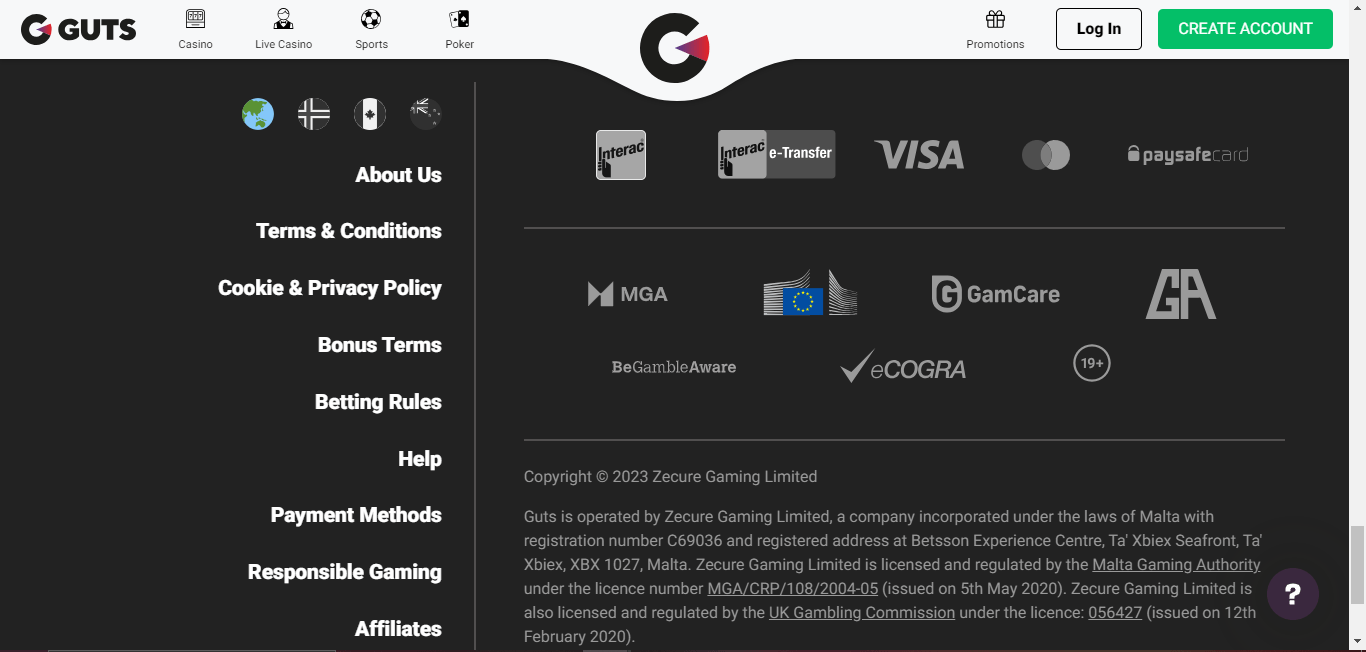 GUTS
Casino
Live Casino
Sports
Poker
Promotions
Log In
CREATE ACCOUNT
About Us
Terms & Conditions
Cookie & Privacy Policy
Bonus Terms
Betting Rules
Help
Payment Methods
Responsible Gaming
Affiliates
Interac
Interac e-Transfer
VISA
paysafecard
MGA
GamCare
GA
BeGambleAware
eCOGRA
19+
Copyright © 2023 Zecure Gaming Limited
Guts is operated by Zecure Gaming Limited, a company incorporated under the laws of Malta with
registration number C69036 and registered address at Betsson Experience Centre, Ta' Xbiex Seafront, Ta'
Xbiex, XBX 1027, Malta. Zecure Gaming Limited is licensed and regulated by the Malta Gaming Authority
under the licence number MGA/CRP/108/2004-05 (issued on 5th May 2020). Zecure Gaming Limited is
also licensed and regulated by the UK Gambling Commission under the licence: 056427 (issued on 12th
February 2020).
?